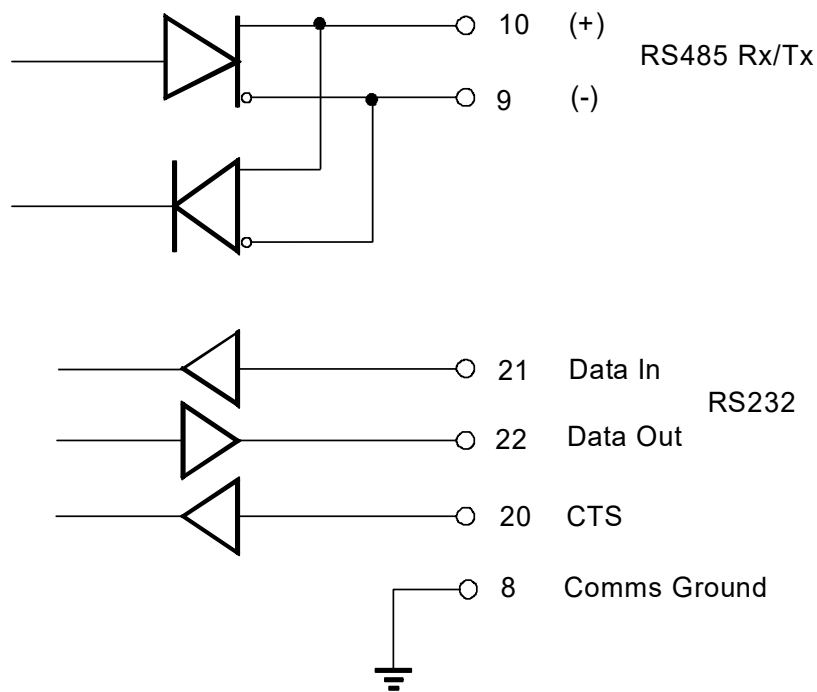 10 (+)
RS485 Rx/Tx
9 (-)
21 Data In
RS232
22 Data Out
20 CTS
8 Comms Ground